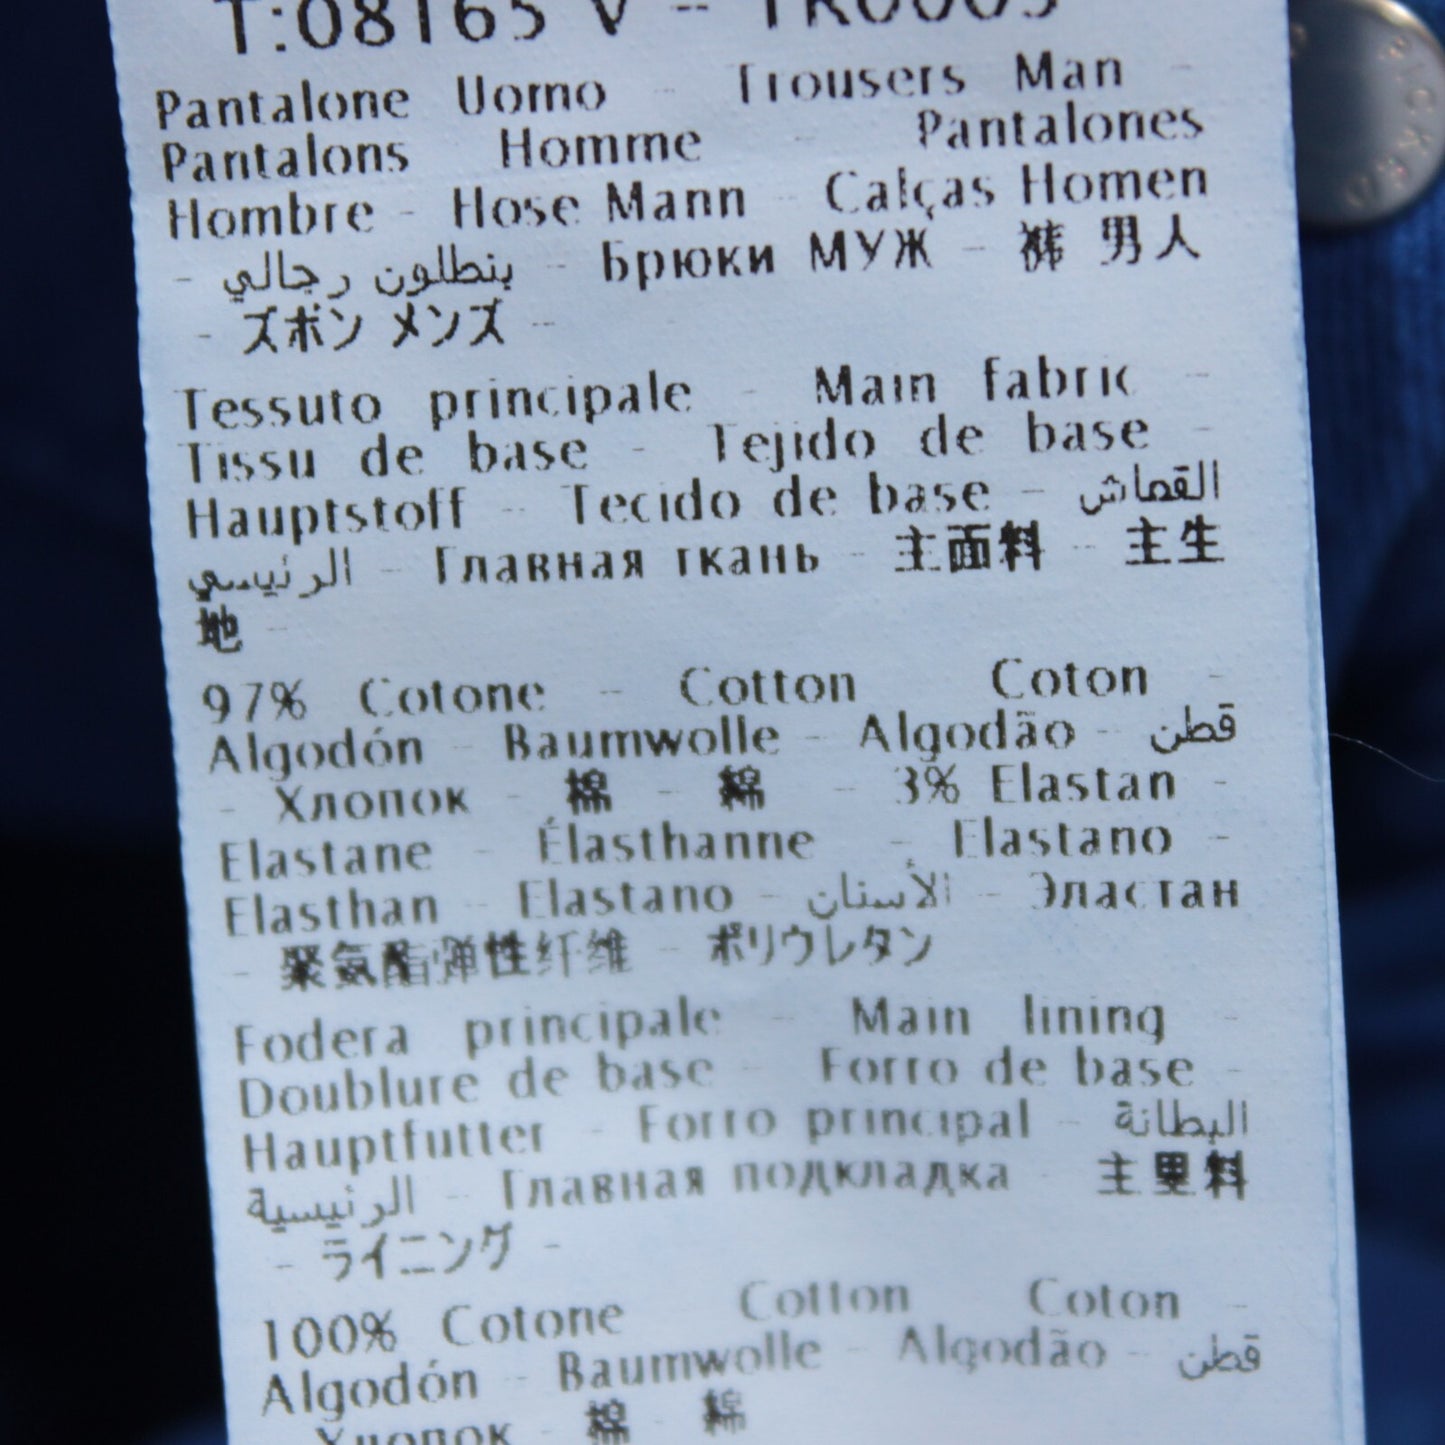 T:08165 V - TR0005
Pantalone Uomo - Trousers Man -
Pantalons Homme - Pantalones
Hombre - Hose Mann - Calças Homen
- بنطلون رجالي - Брюки МУЖ - 裤 男人
- ズボン メンズ -
Tessuto principale - Main fabric -
Tissu de base - Tejido de base -
Hauptstoff - Tecido de base - القماش
الرئيسي - Главная ткань - 主面料 - 主生
地 -
97% Cotone - Cotton Coton -
Algodón - Baumwolle - Algodão - قطن
- Хлопок - 棉 - 綿 - 3% Elastan -
Elastane - Élasthanne - Elastano -
Elasthan - Elastano - الأسنان - Эластан
- 聚氨酯弹性纤维 - ポリウレタン
Fodera principale - Main lining -
Doublure de base - Forro de base -
Hauptfutter - Forro principal - البطانة
الرئيسية - Главная подкладка - 主里料
- ライニング -
100% Cotone - Cotton Coton -
Algodón - Baumwolle - Algodão - قطن
Хлопок - 棉 - 綿